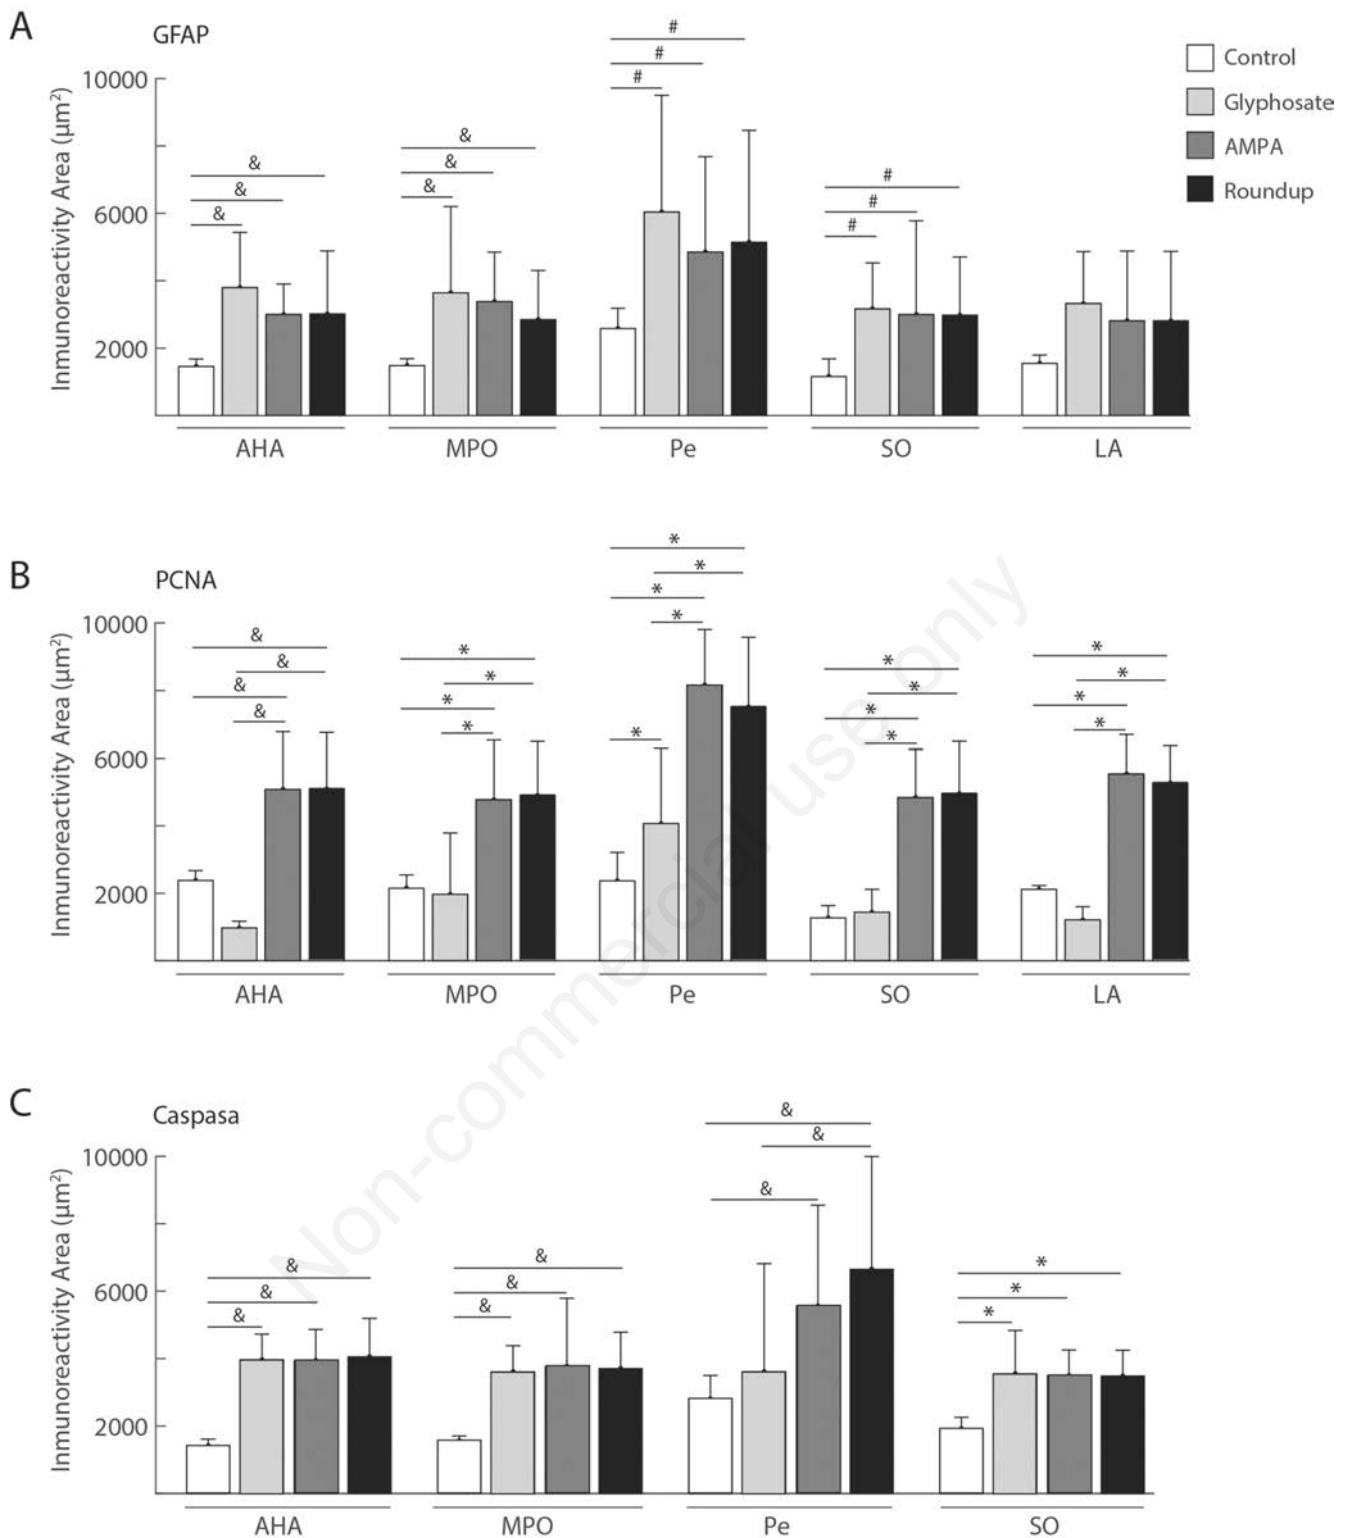 A
GFAP
Inmunoreactivity Area (µm²)
10000
6000
2000
Control
Glyphosate
AMPA
Roundup
& & &
& & &
# # #
# # #
AHA MPO Pe SO LA
B
PCNA
Inmunoreactivity Area (µm²)
10000
6000
2000
& & & &
* * * *
* * * * *
* * * *
* * * *
AHA MPO Pe SO LA
C
Caspasa
Inmunoreactivity Area (µm²)
10000
6000
2000
& & &
& & &
& & &
* * *
AHA MPO Pe SO
Non-commercial use only